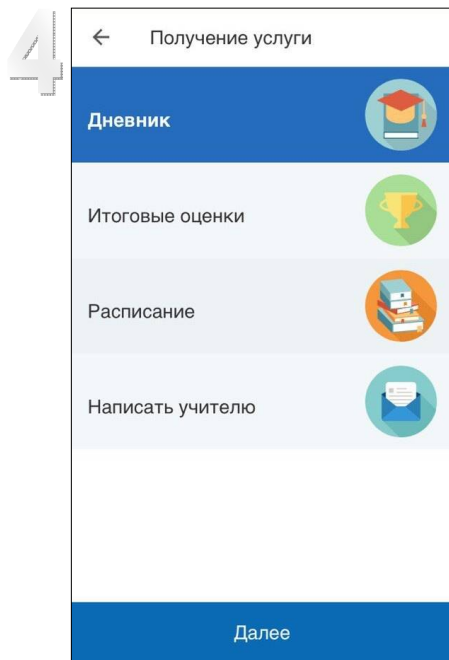 4
Получение услуги
Дневник
Итоговые оценки
Расписание
Написать учителю
Далее